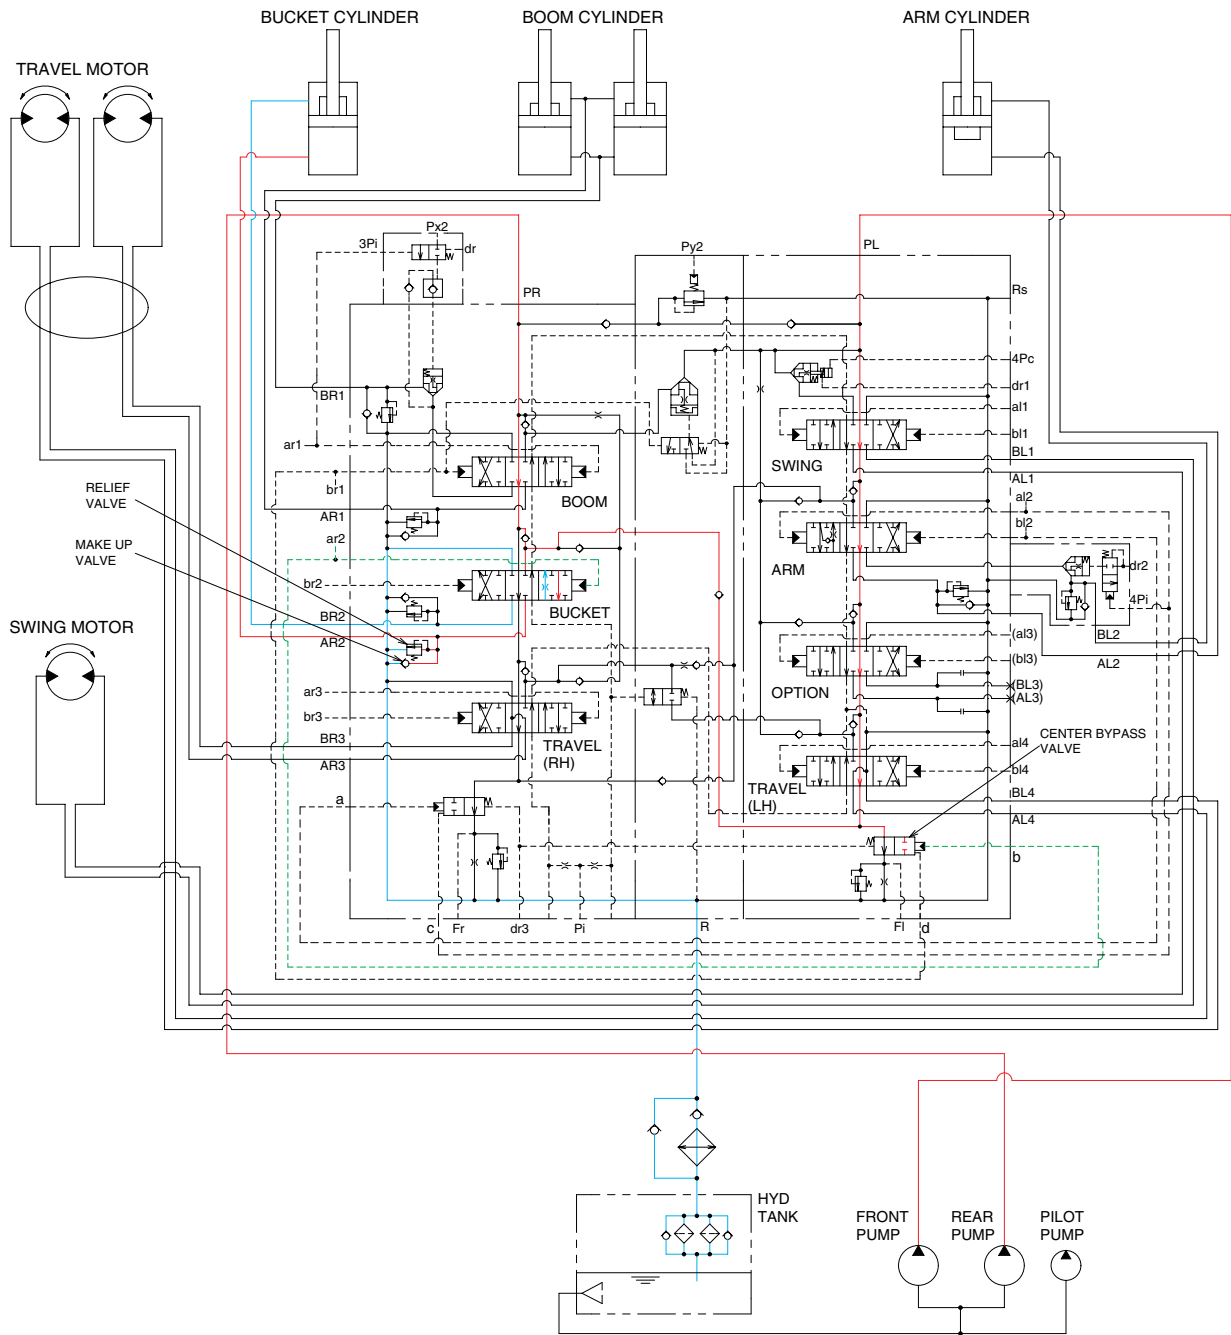 BUCKET CYLINDER
BOOM CYLINDER
ARM CYLINDER
TRAVEL MOTOR
Px2
3Pi
dr
Py2
PL
PR
Rs
4Pc
dr1
al1
bl1
BL1
SWING
AL1
al2
bl2
BR1
ar1
BOOM
RELIEF
VALVE
br1
AR1
MAKE UP
VALVE
ar2
ARM
dr2
br2
BUCKET
4Pi
BR2
SWING MOTOR
AR2
BL2
(al3)
AL2
(bl3)
OPTION
(BL3)
(AL3)
ar3
br3
BR3
TRAVEL
(RH)
AR3
CENTER BYPASS
VALVE
al4
bl4
TRAVEL
(LH)
BL4
AL4
a
b
c
Fr
dr3
Pi
R
Fl
d
HYD
TANK
FRONT
PUMP
REAR
PUMP
PILOT
PUMP